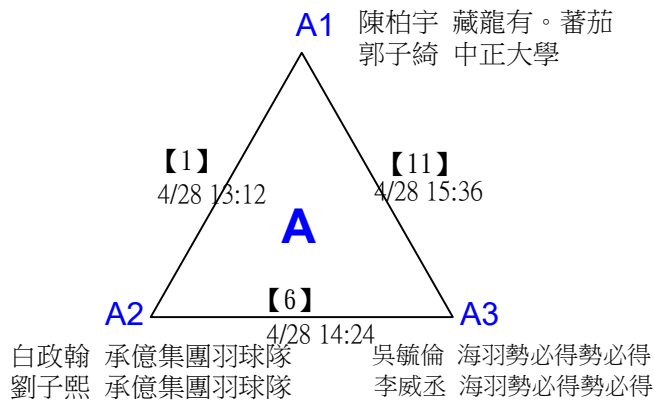 A1
陳柏宇 藏龍有。蕃茄
郭子綺 中正大學
【1】
4/28 13:12
【11】
4/28 15:36
A
【6】
4/28 14:24
A2
A3
白政翰 承億集團羽球隊
劉子熙 承億集團羽球隊
吳毓倫 海羽勢必得勢必得
李威丞 海羽勢必得勢必得